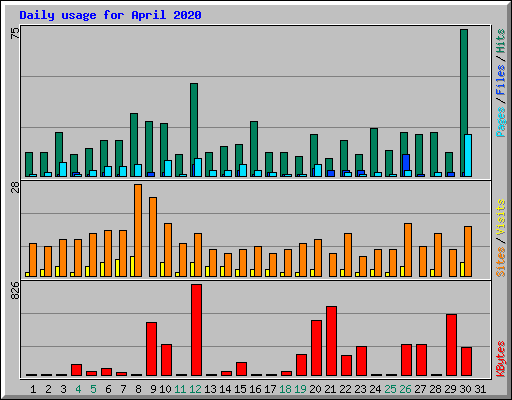 Daily usage for April 2020
75
Pages / Files / Hits
28
Sites / Visits
826
KBytes
1 2 3 4 5 6 7 8 9 10 11 12 13 14 15 16 17 18 19 20 21 22 23 24 25 26 27 28 29 30 31